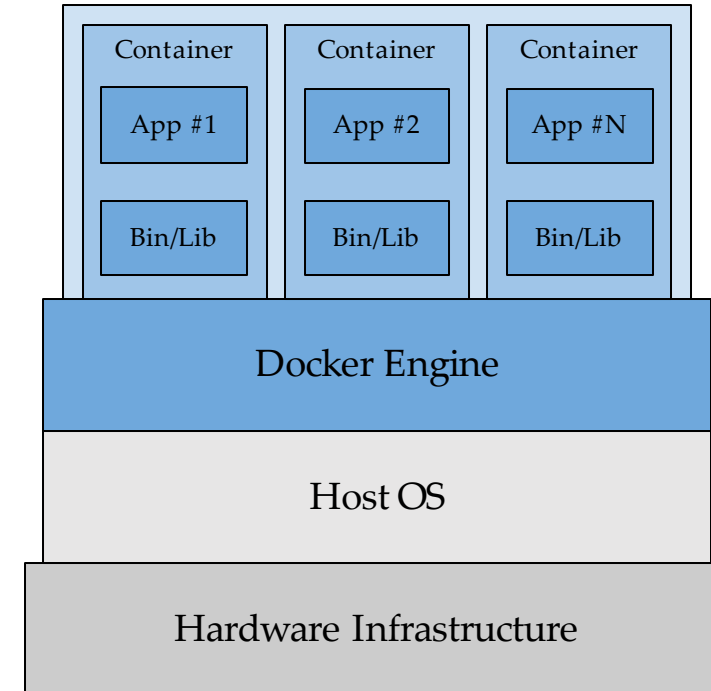 Container Container Container
App #1 App #2 App #N
Bin/Lib Bin/Lib Bin/Lib
Docker Engine
Host OS
Hardware Infrastructure